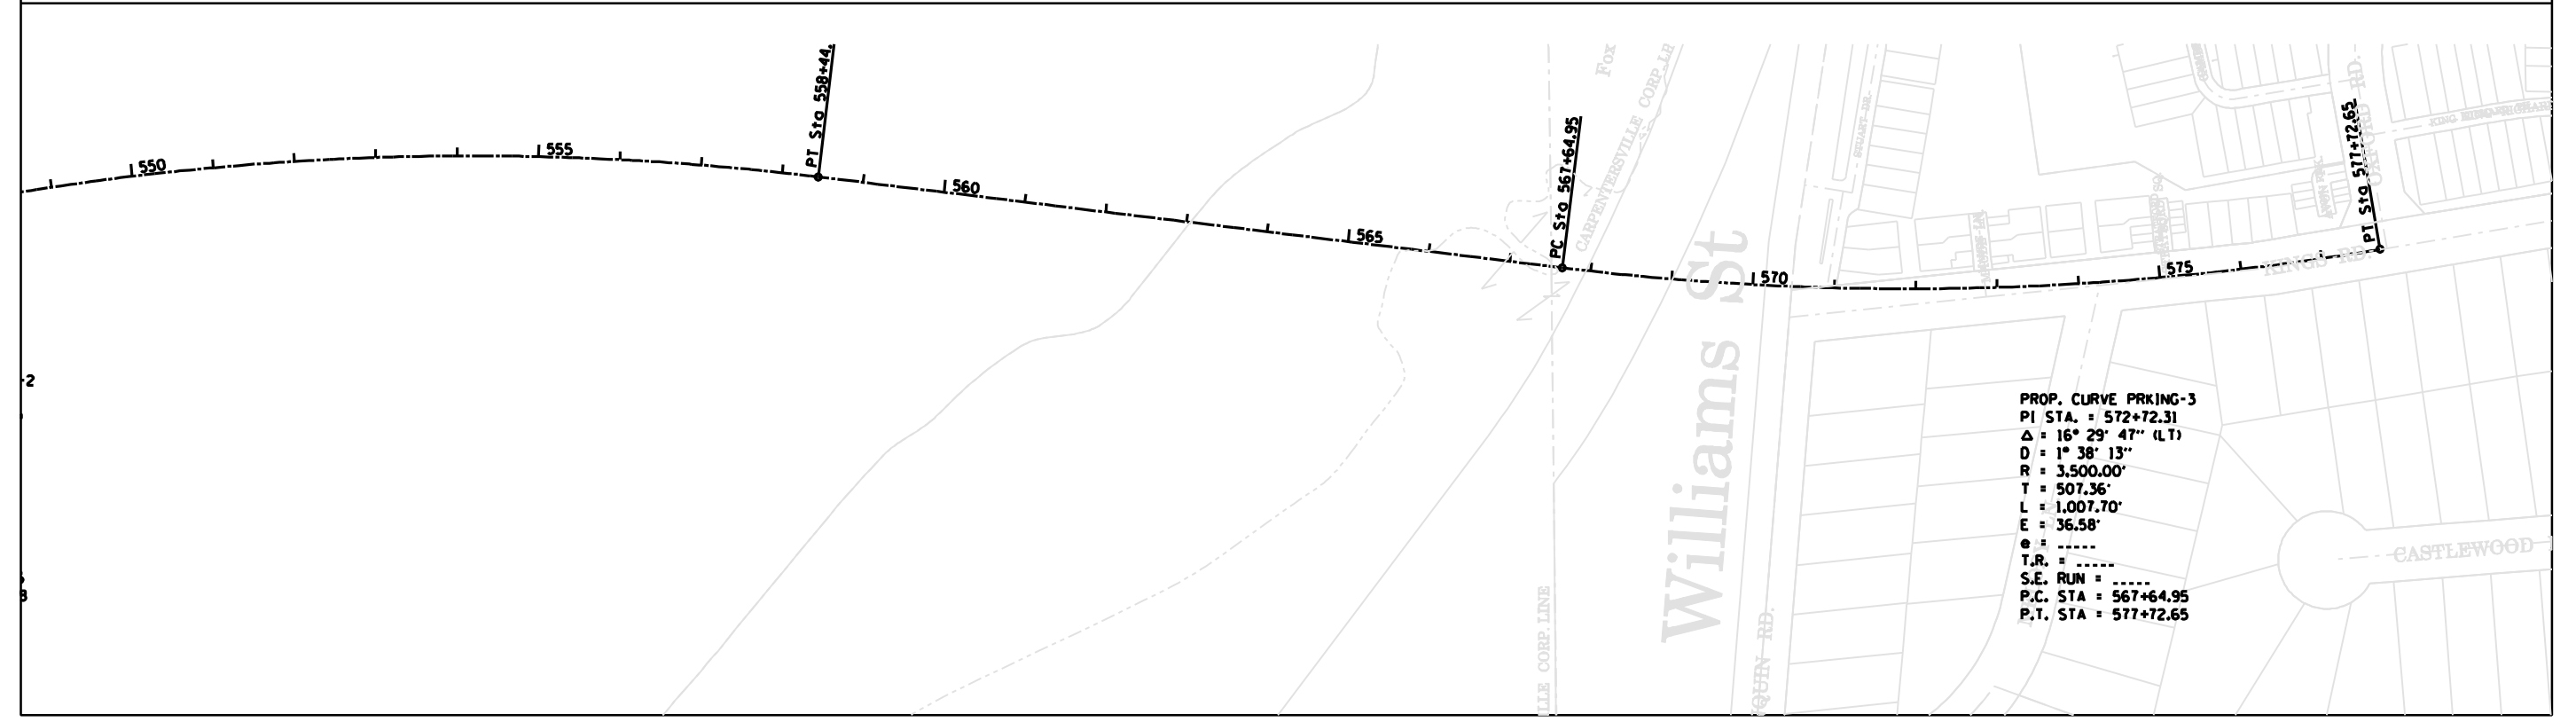 PT Sta 558+44.
550
555
560
565
PC Sta 567+64.95
570
575
PT Sta 577+72.65
FOX
CARPENTERSVILLE CORP. L
STUART DR.
Williams St
KINGS RD.
CASTLEWOOD
LLE CORP. LINE
QUIN RD.
-2
PROP. CURVE PRKING-3
PI STA. = 572+72.31
Δ = 16° 29' 47'' (LT)
D = 1° 38' 13''
R = 3,500.00'
T = 507.36'
L = 1,007.70'
E = 36.58'
e = -----
T.R. = -----
S.E. RUN = -----
P.C. STA = 567+64.95
P.T. STA = 577+72.65